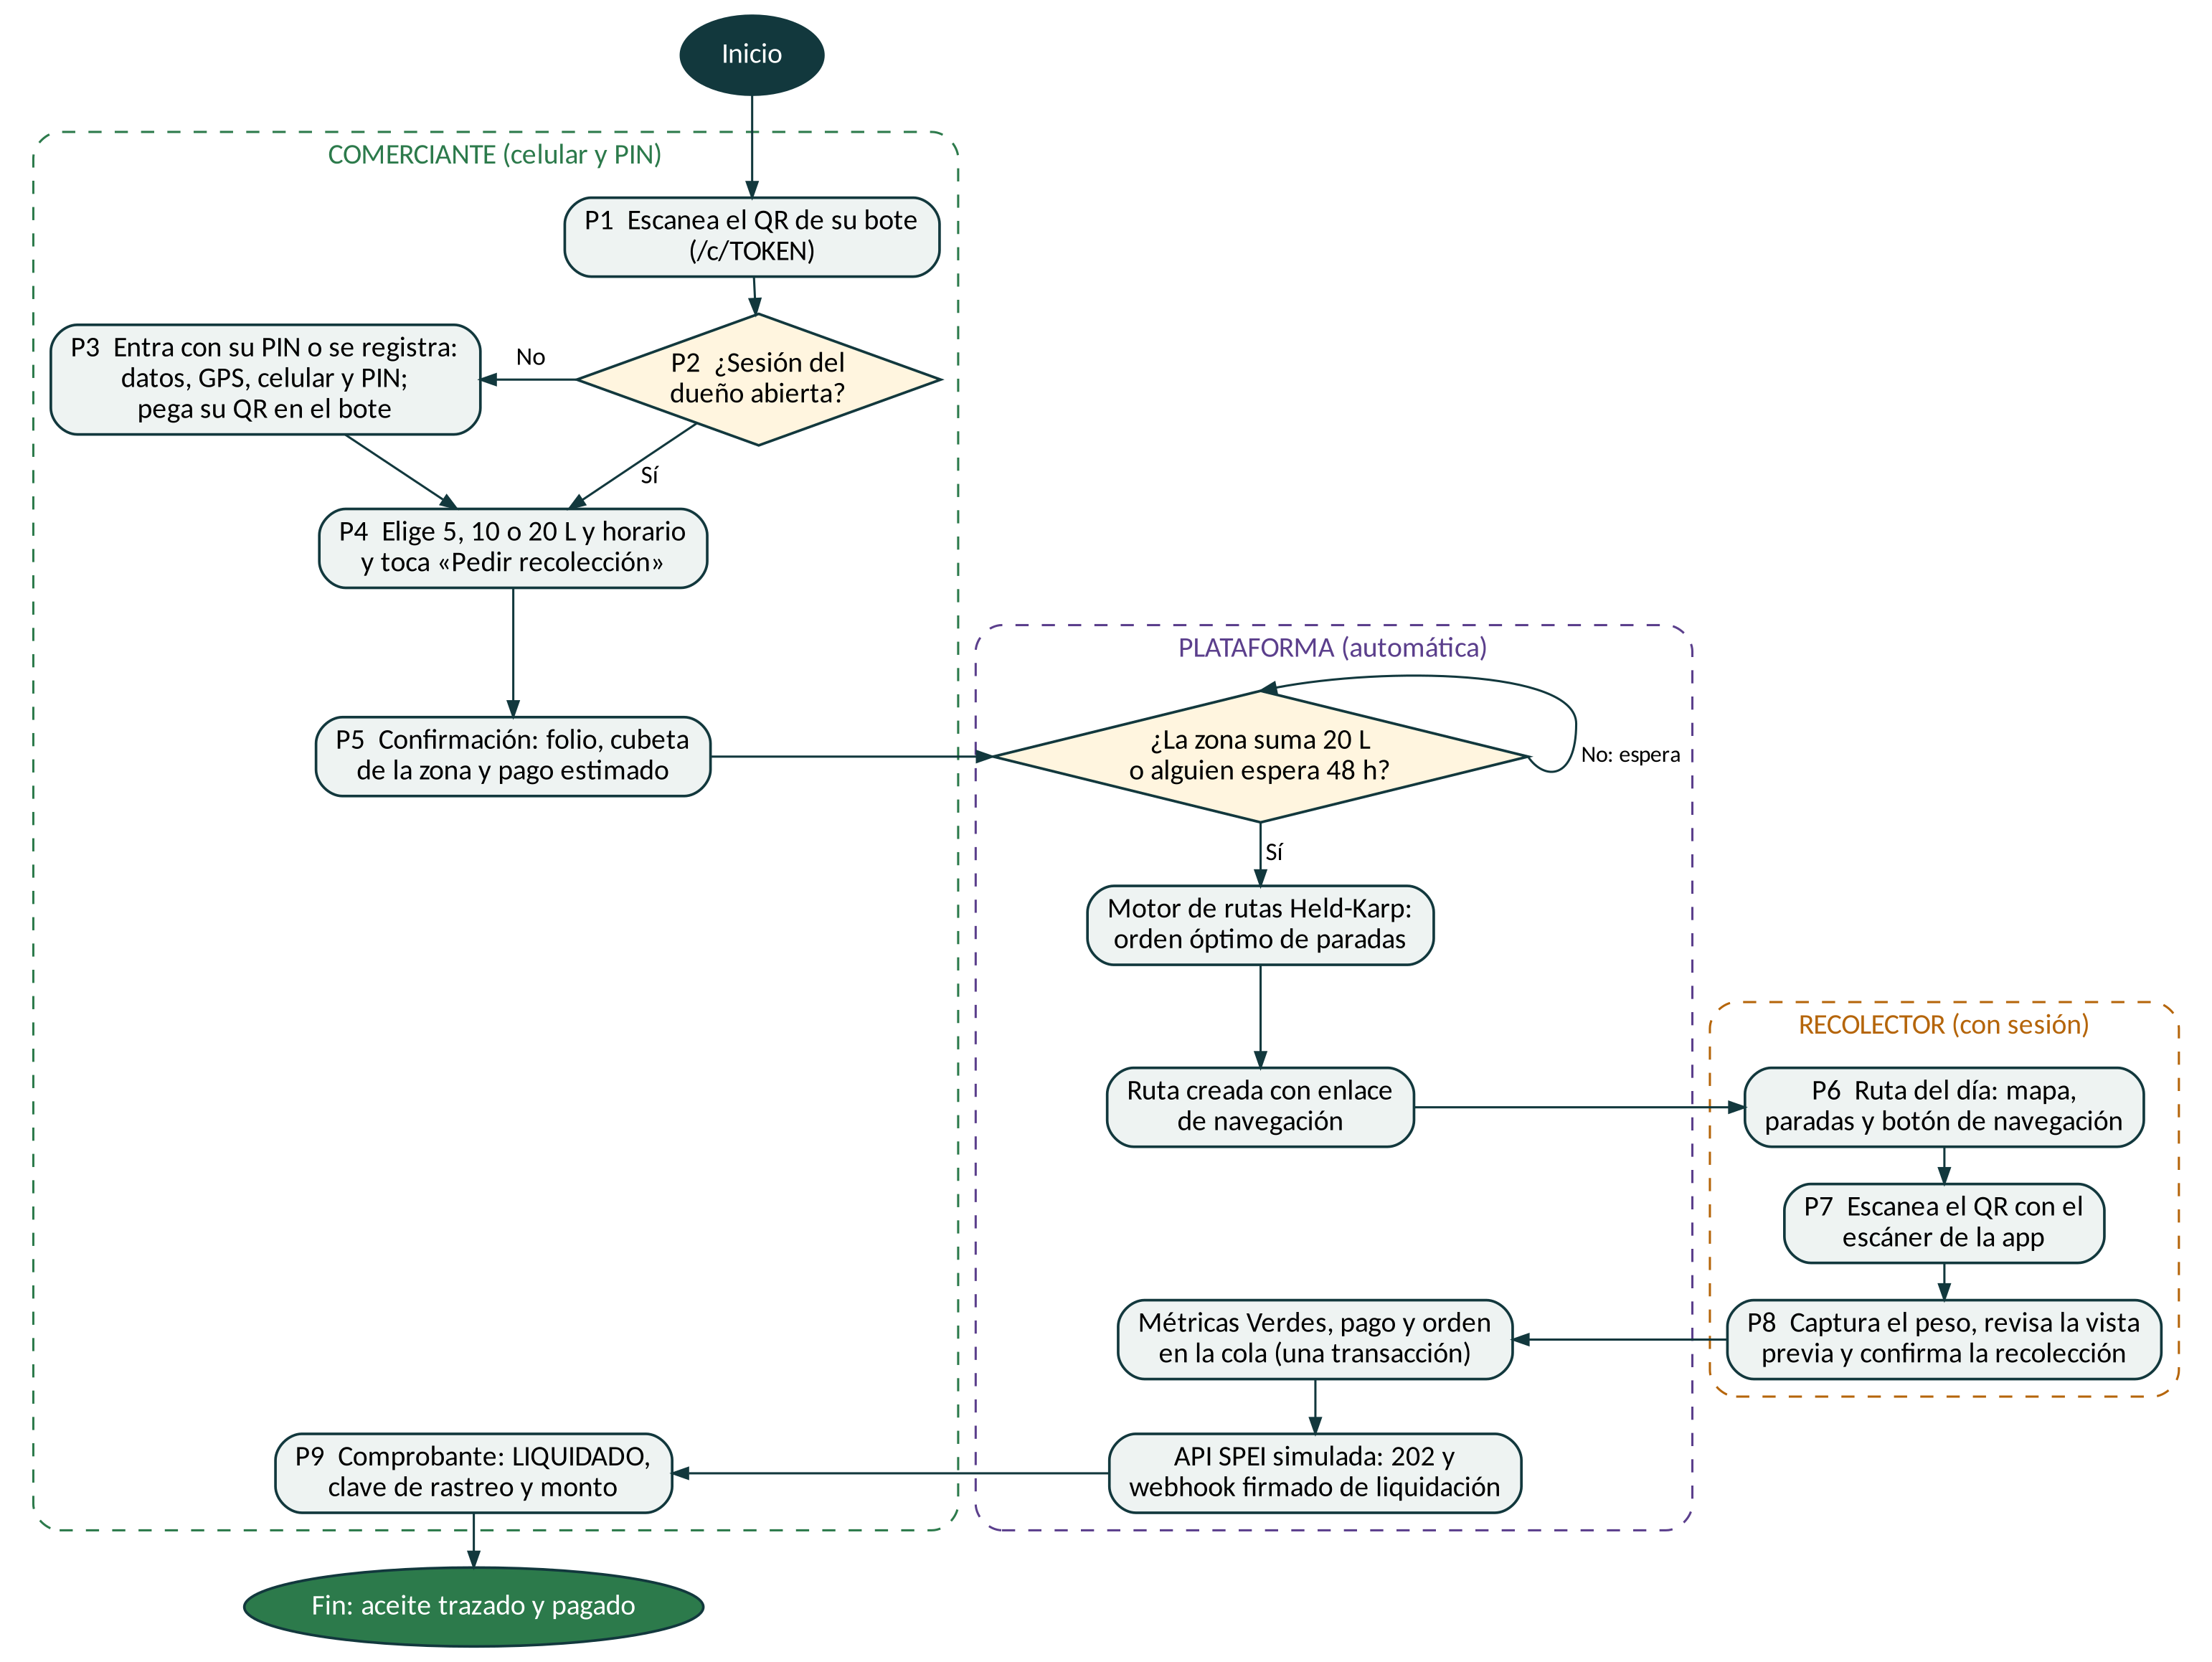 Inicio
COMERCIANTE (celular y PIN)
P1  Escanea el QR de su bote
(/c/TOKEN)
P2  ¿Sesión del
dueño abierta?
No
P3  Entra con su PIN o se registra:
datos, GPS, celular y PIN;
pega su QR en el bote
Sí
P4  Elige 5, 10 o 20 L y horario
y toca «Pedir recolección»
P5  Confirmación: folio, cubeta
de la zona y pago estimado
PLATAFORMA (automática)
¿La zona suma 20 L
o alguien espera 48 h?
No: espera
Sí
Motor de rutas Held-Karp:
orden óptimo de paradas
Ruta creada con enlace
de navegación
RECOLECTOR (con sesión)
P6  Ruta del día: mapa,
paradas y botón de navegación
P7  Escanea el QR con el
escáner de la app
P8  Captura el peso, revisa la vista
previa y confirma la recolección
Métricas Verdes, pago y orden
en la cola (una transacción)
API SPEI simulada: 202 y
webhook firmado de liquidación
P9  Comprobante: LIQUIDADO,
clave de rastreo y monto
Fin: aceite trazado y pagado